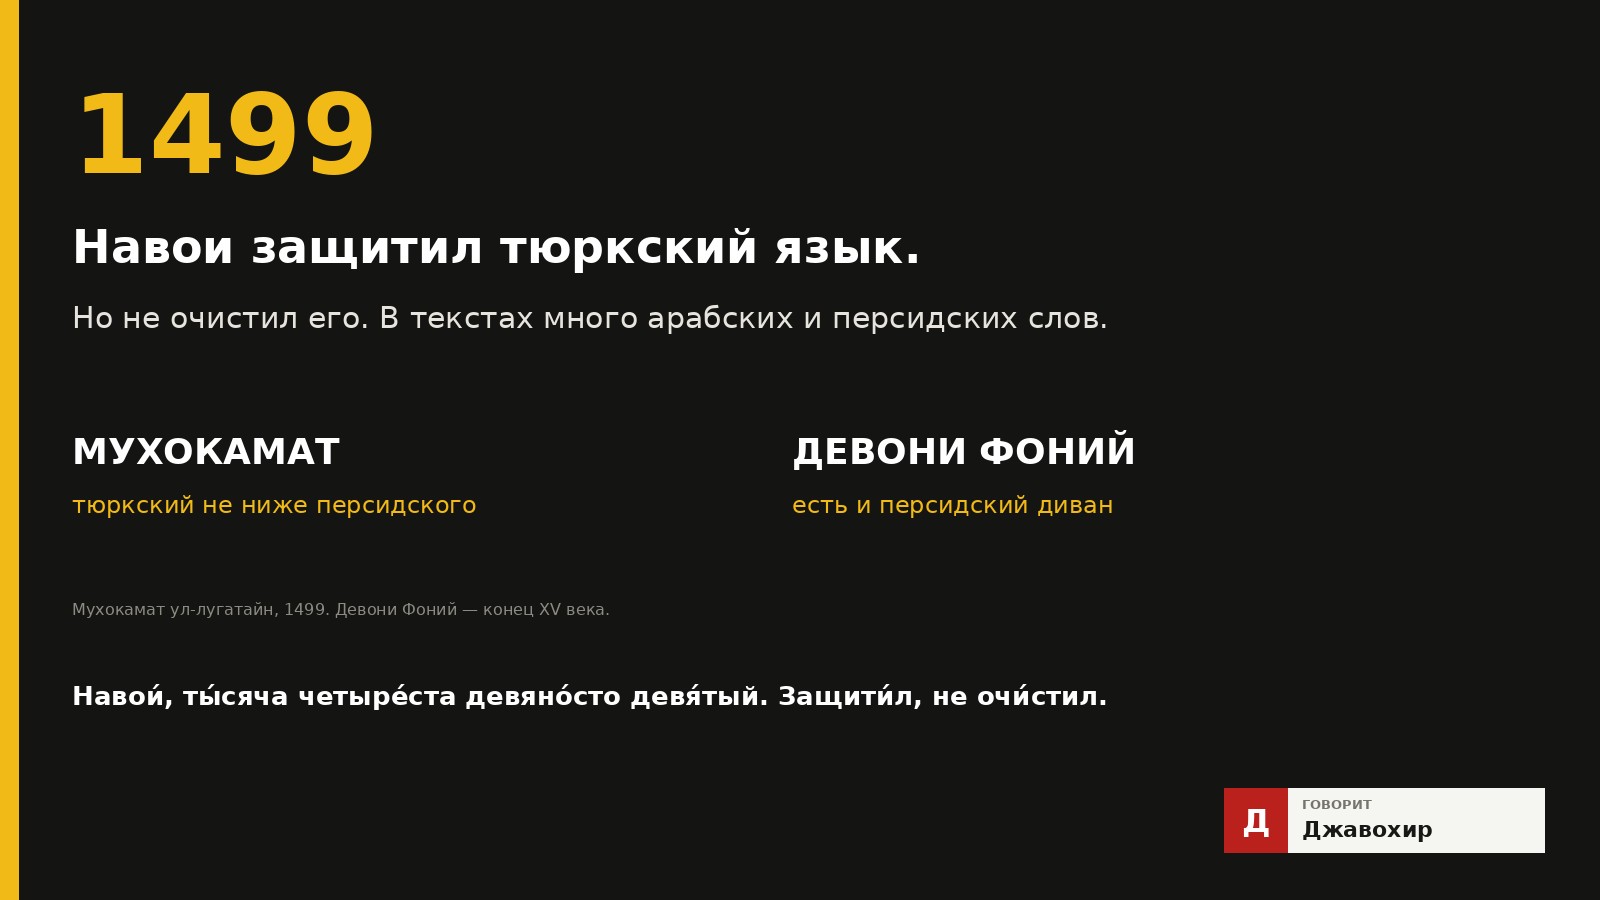 1499
Навои защитил тюркский язык.
Но не очистил его. В текстах много арабских и персидских слов.
МУХОКАМАТ
тюркский не ниже персидского
ДЕВОНИ ФОНИЙ
есть и персидский диван
Мухокамат ул-лугатайн, 1499. Девони Фоний — конец XV века.
Навои́, ты́сяча четыре́ста девяно́сто девя́тый. Защити́л, не очи́стил.
Д
ГОВОРИТ
Джавохир